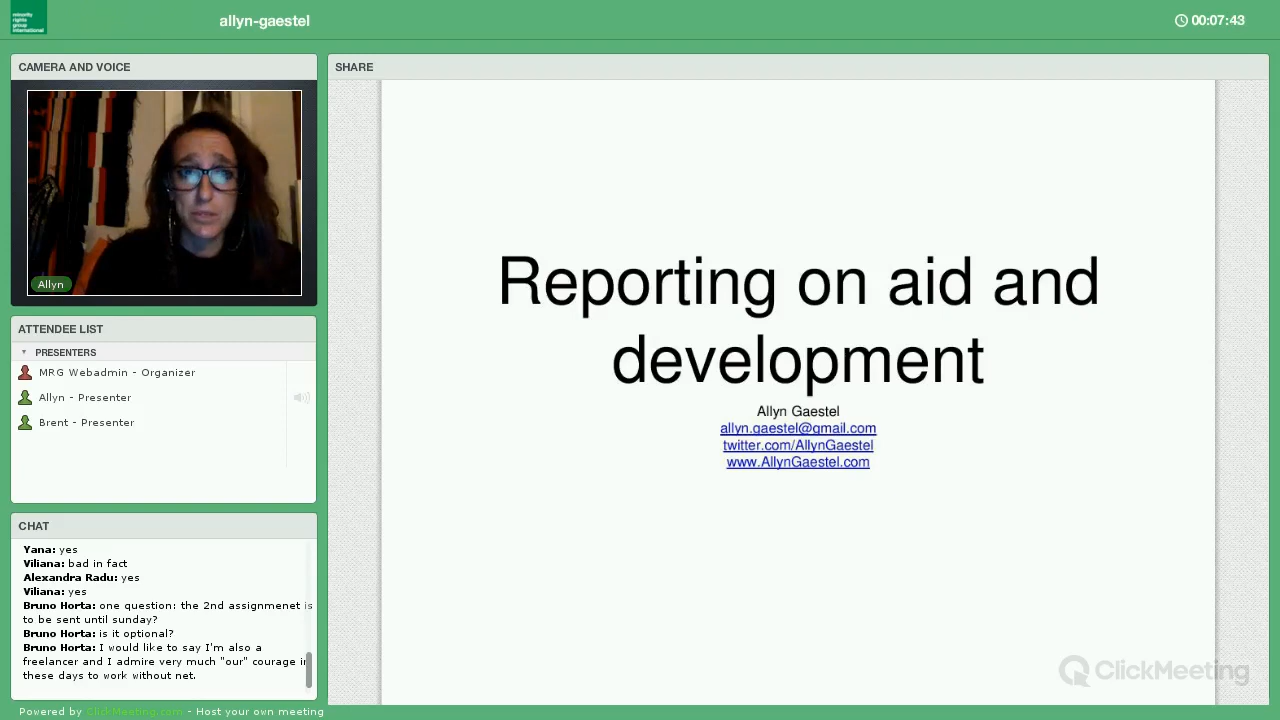 minority
rights
group
international
allyn-gaestel
00:07:43
CAMERA AND VOICE
Allyn
ATTENDEE LIST
PRESENTERS
MRG Webadmin - Organizer
Allyn - Presenter
Brent - Presenter
CHAT
Yana: yes
Viliana: bad in fact
Alexandra Radu: yes
Viliana: yes
Bruno Horta: one question: the 2nd assignmenet is
to be sent until sunday?
Bruno Horta: is it optional?
Bruno Horta: I would like to say I'm also a
freelance and I admire very much "our" courage in
these days to work without net.
Powered by ClickMeeting.com - Host your own meeting
SHARE
Reporting on aid and
development
Allyn Gaestel
allyn.gaestel@gmail.com
twitter.com/AllynGaestel
www.AllynGaestel.com
ClickMeeting